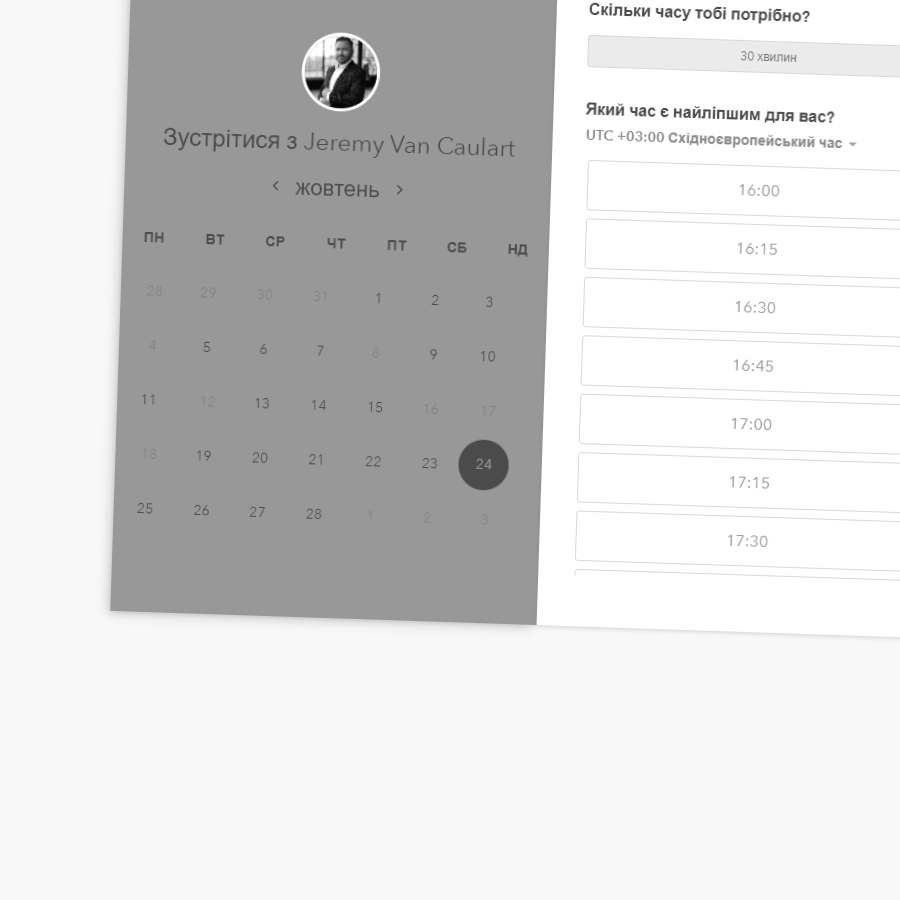 Зустрітися з Jeremy Van Caulart
‹ жовтень ›
ПН ВТ СР ЧТ ПТ СБ НД
28 29 30 31 1 2 3
4 5 6 7 8 9 10
11 12 13 14 15 16 17
18 19 20 21 22 23 24
25 26 27 28 1 2 3
Скільки часу тобі потрібно?
30 хвилин
Який час є найліпшим для вас?
UTC +03:00 Східноєвропейський час
16:00
16:15
16:30
16:45
17:00
17:15
17:30